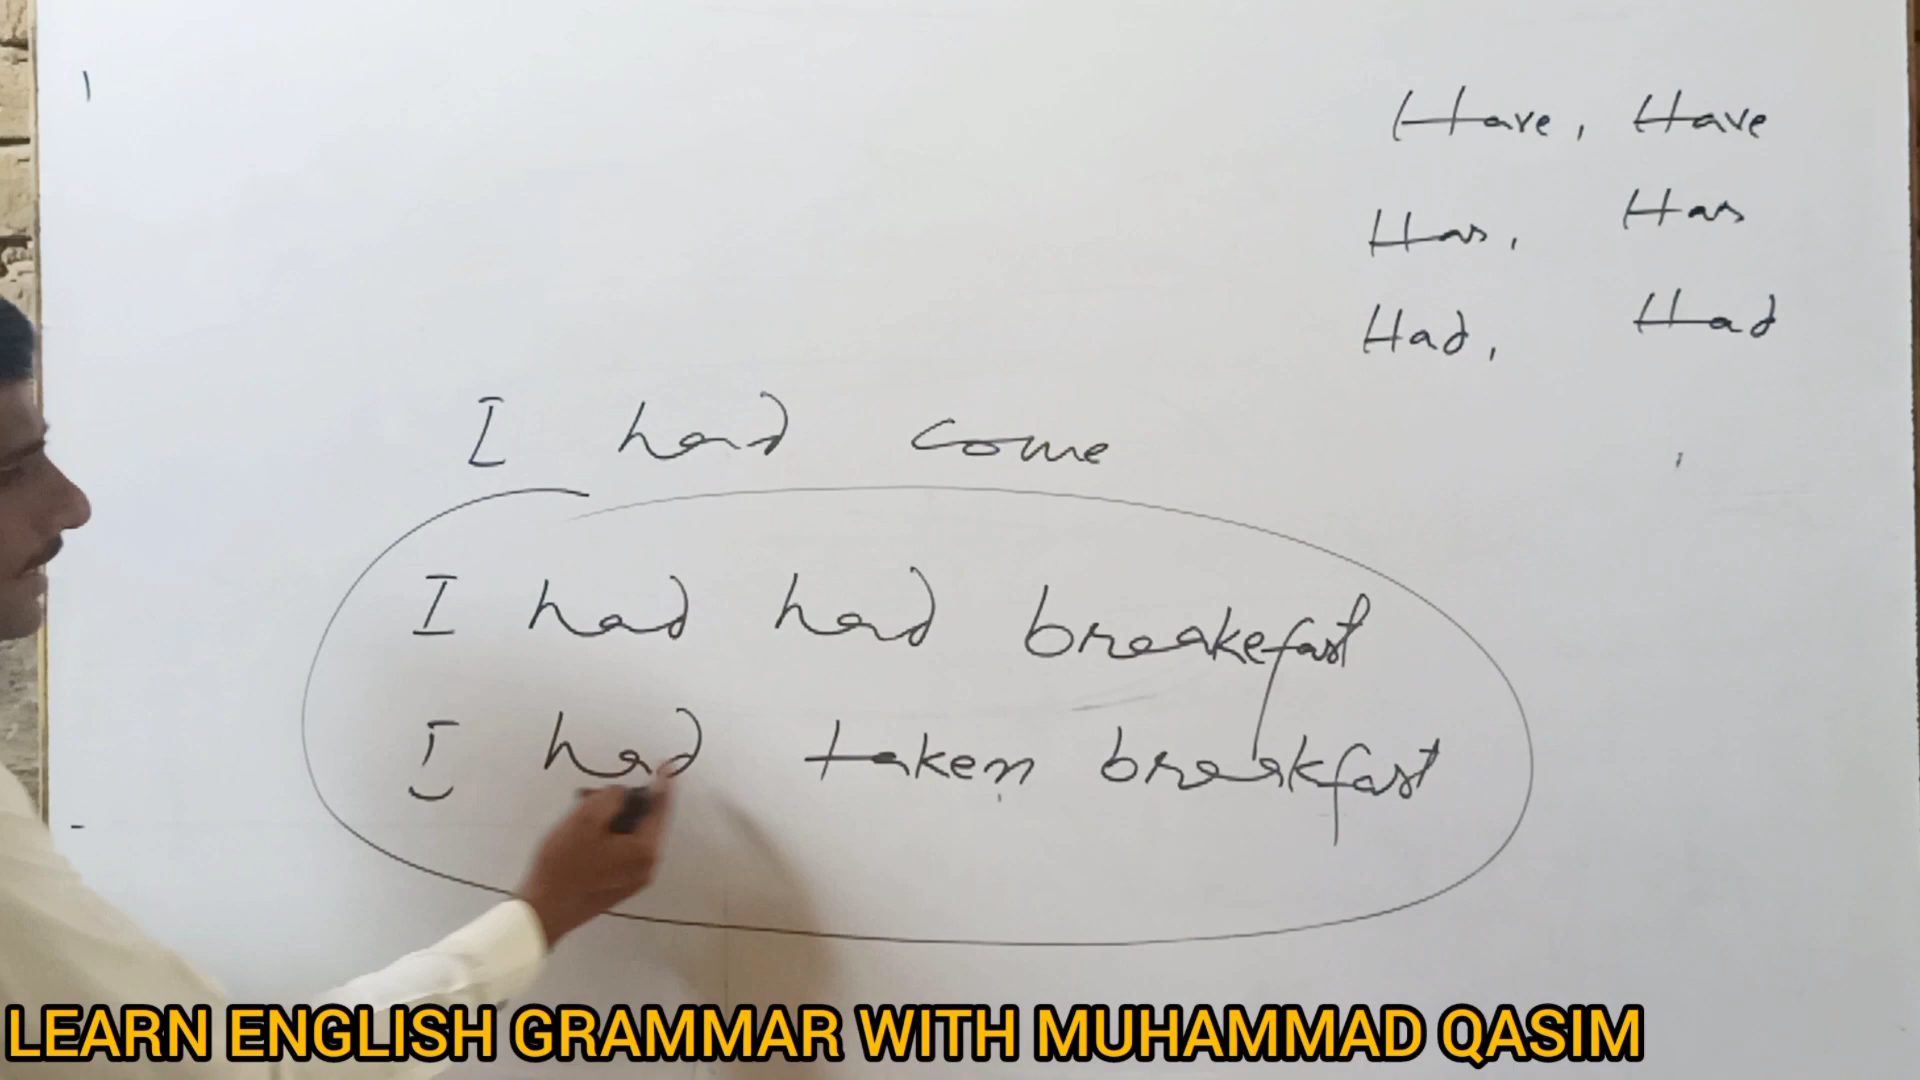 Have, Have
Has, Has
Had, Had
I had come
I had had breakefast
I had taken breakfast
LEARN ENGLISH GRAMMAR WITH MUHAMMAD QASIM